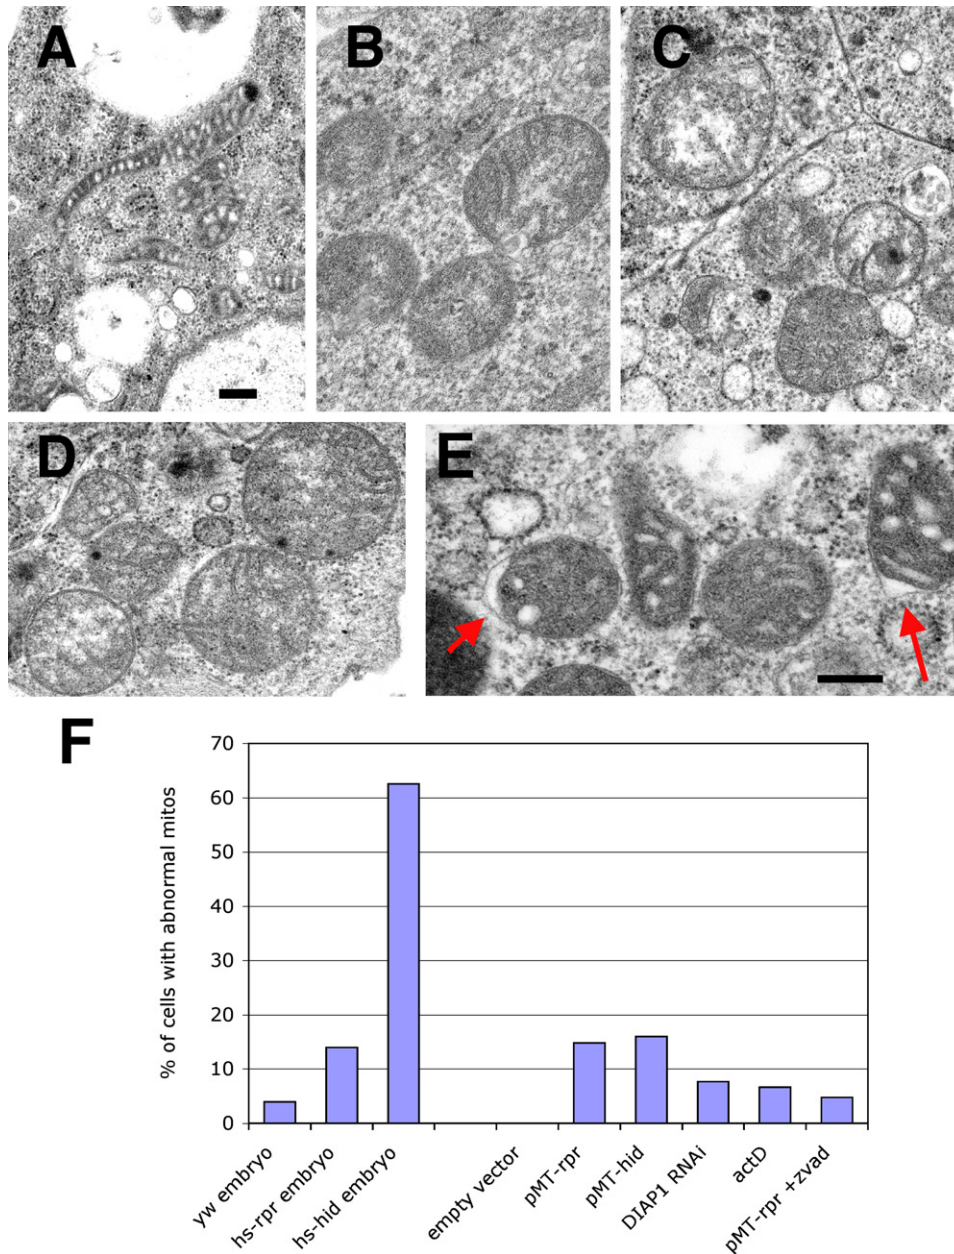 A
B
C
D
E
F
% of cells with abnormal mitos
70
60
50
40
30
20
10
0
yw embryo
hs-rpr embryo
hs-hid embryo
empty vector
pMT-rpr
pMT-hid
DIAP1 RNAi
actD
pMT-rpr +zvad